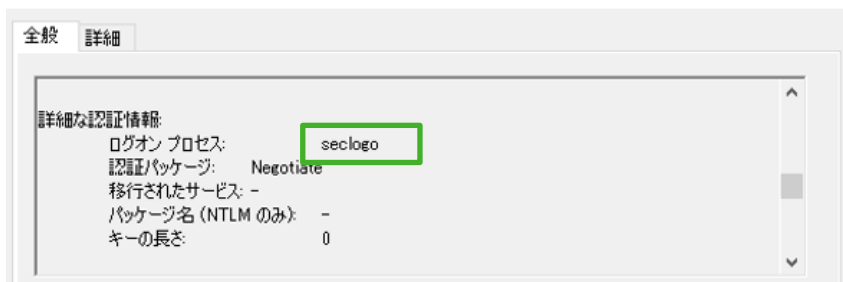 全般 詳細
詳細な認証情報:
ログオン プロセス: seclogo
認証パッケージ: Negotiate
移行されたサービス: -
パッケージ名 (NTLM のみ): -
キーの長さ: 0